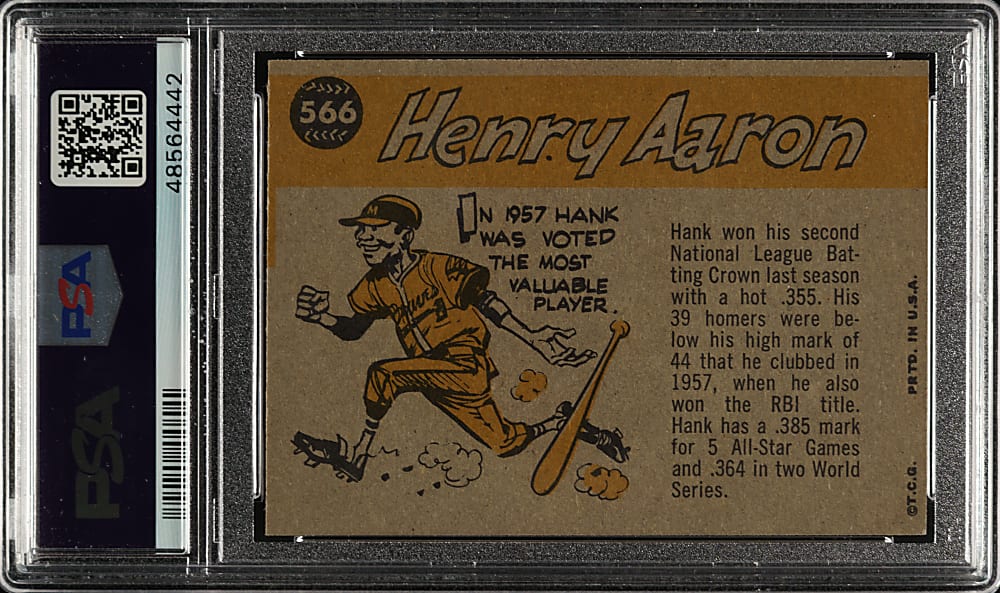 48564442
PSA
PSA
566
Henry Aaron
IN 1957 HANK
WAS VOTED
THE MOST
VALUABLE
PLAYER.
M
Braves
Hank won his second
National League Bat-
ting Crown last season
with a hot .355. His
39 homers were be-
low his high mark of
44 that he clubbed in
1957, when he also
won the RBI title.
Hank has a .385 mark
for 5 All-Star Games
and .364 in two World
Series.
©T.C.G.
PRTD. IN U.S.A.